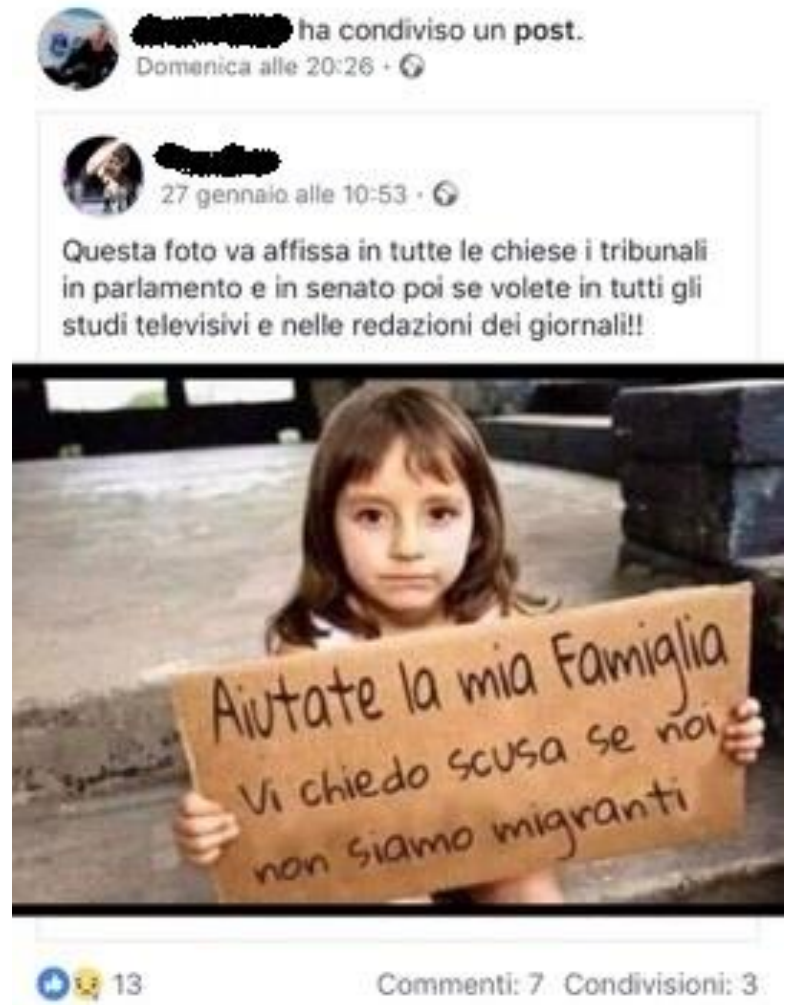 ha condiviso un post.
Domenica alle 20:26 ·
27 gennaio alle 10:53 ·
Questa foto va affissa in tutte le chiese i tribunali
in parlamento e in senato poi se volete in tutti gli
studi televisivi e nelle redazioni dei giornali!!
Aiutate la mia Famiglia
Vi chiedo scusa se noi
non siamo migranti
13
Commenti: 7 Condivisioni: 3